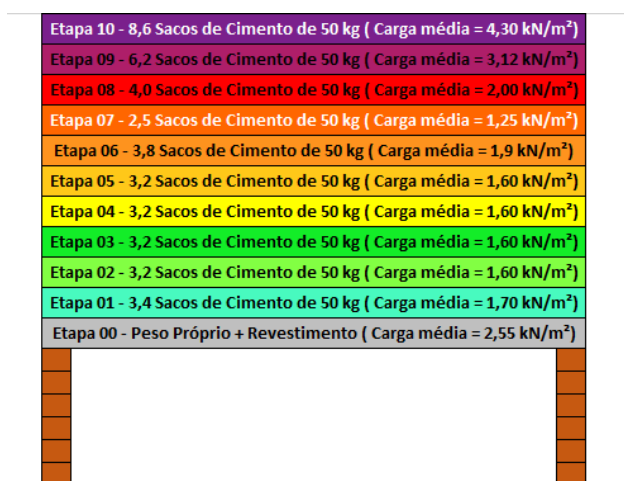 Etapa 10 - 8,6 Sacos de Cimento de 50 kg ( Carga média = 4,30 kN/m²)
Etapa 09 - 6,2 Sacos de Cimento de 50 kg ( Carga média = 3,12 kN/m²)
Etapa 08 - 4,0 Sacos de Cimento de 50 kg ( Carga média = 2,00 kN/m²)
Etapa 07 - 2,5 Sacos de Cimento de 50 kg ( Carga média = 1,25 kN/m²)
Etapa 06 - 3,8 Sacos de Cimento de 50 kg ( Carga média = 1,9 kN/m²)
Etapa 05 - 3,2 Sacos de Cimento de 50 kg ( Carga média = 1,60 kN/m²)
Etapa 04 - 3,2 Sacos de Cimento de 50 kg ( Carga média = 1,60 kN/m²)
Etapa 03 - 3,2 Sacos de Cimento de 50 kg ( Carga média = 1,60 kN/m²)
Etapa 02 - 3,2 Sacos de Cimento de 50 kg ( Carga média = 1,60 kN/m²)
Etapa 01 - 3,4 Sacos de Cimento de 50 kg ( Carga média = 1,70 kN/m²)
Etapa 00 - Peso Próprio + Revestimento ( Carga média = 2,55 kN/m²)